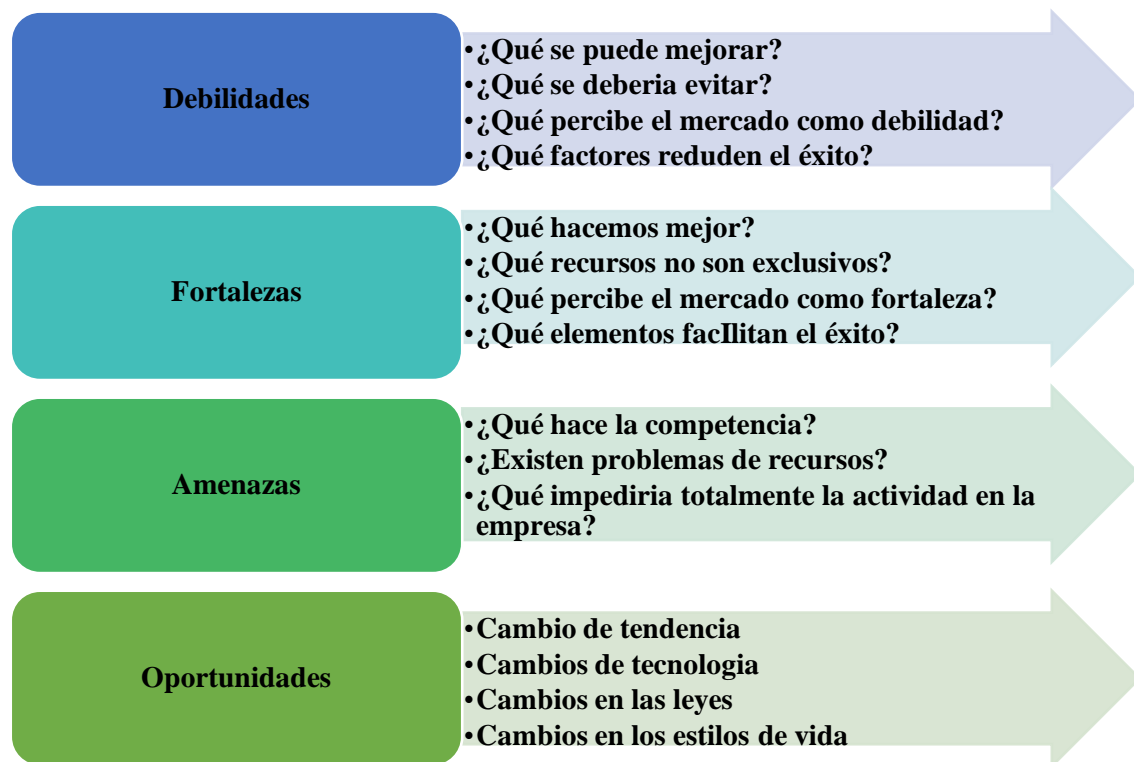 Debilidades
•¿Qué se puede mejorar?
•¿Qué se deberia evitar?
•¿Qué percibe el mercado como debilidad?
•¿Qué factores reduden el éxito?
Fortalezas
•¿Qué hacemos mejor?
•¿Qué recursos no son exclusivos?
•¿Qué percibe el mercado como fortaleza?
•¿Qué elementos facIlitan el éxito?
Amenazas
•¿Qué hace la competencia?
•¿Existen problemas de recursos?
•¿Qué impediria totalmente la actividad en la
empresa?
Oportunidades
•Cambio de tendencia
•Cambios de tecnologia
•Cambios en las leyes
•Cambios en los estilos de vida